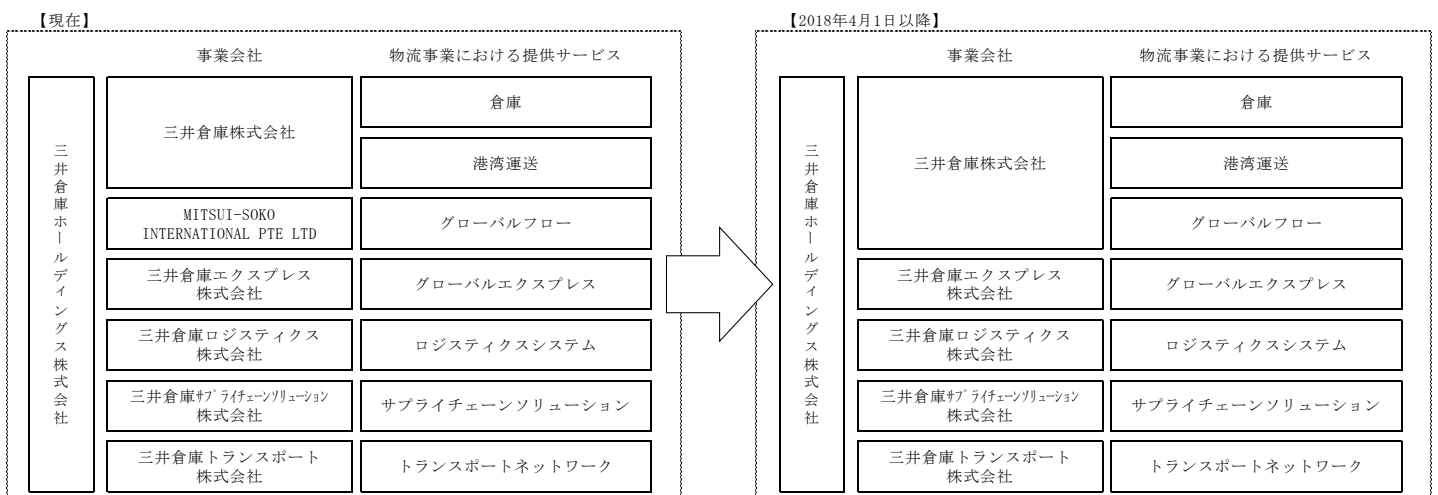 【現在】
事業会社
物流事業における提供サービス
三井倉庫ホールディングス株式会社
三井倉庫株式会社
倉庫
港湾運送
MITSUI-SOKO
INTERNATIONAL PTE LTD
グローバルフロー
三井倉庫エクスプレス
株式会社
グローバルエクスプレス
三井倉庫ロジスティクス
株式会社
ロジスティクスシステム
三井倉庫ｻﾌﾟﾗｲﾁｪｰﾝｿﾘｭｰｼｮﾝ
株式会社
サプライチェーンソリューション
三井倉庫トランスポート
株式会社
トランスポートネットワーク
【2018年4月1日以降】
事業会社
物流事業における提供サービス
三井倉庫ホールディングス株式会社
三井倉庫株式会社
倉庫
港湾運送
グローバルフロー
三井倉庫エクスプレス
株式会社
グローバルエクスプレス
三井倉庫ロジスティクス
株式会社
ロジスティクスシステム
三井倉庫ｻﾌﾟﾗｲﾁｪｰﾝｿﾘｭｰｼｮﾝ
株式会社
サプライチェーンソリューション
三井倉庫トランスポート
株式会社
トランスポートネットワーク